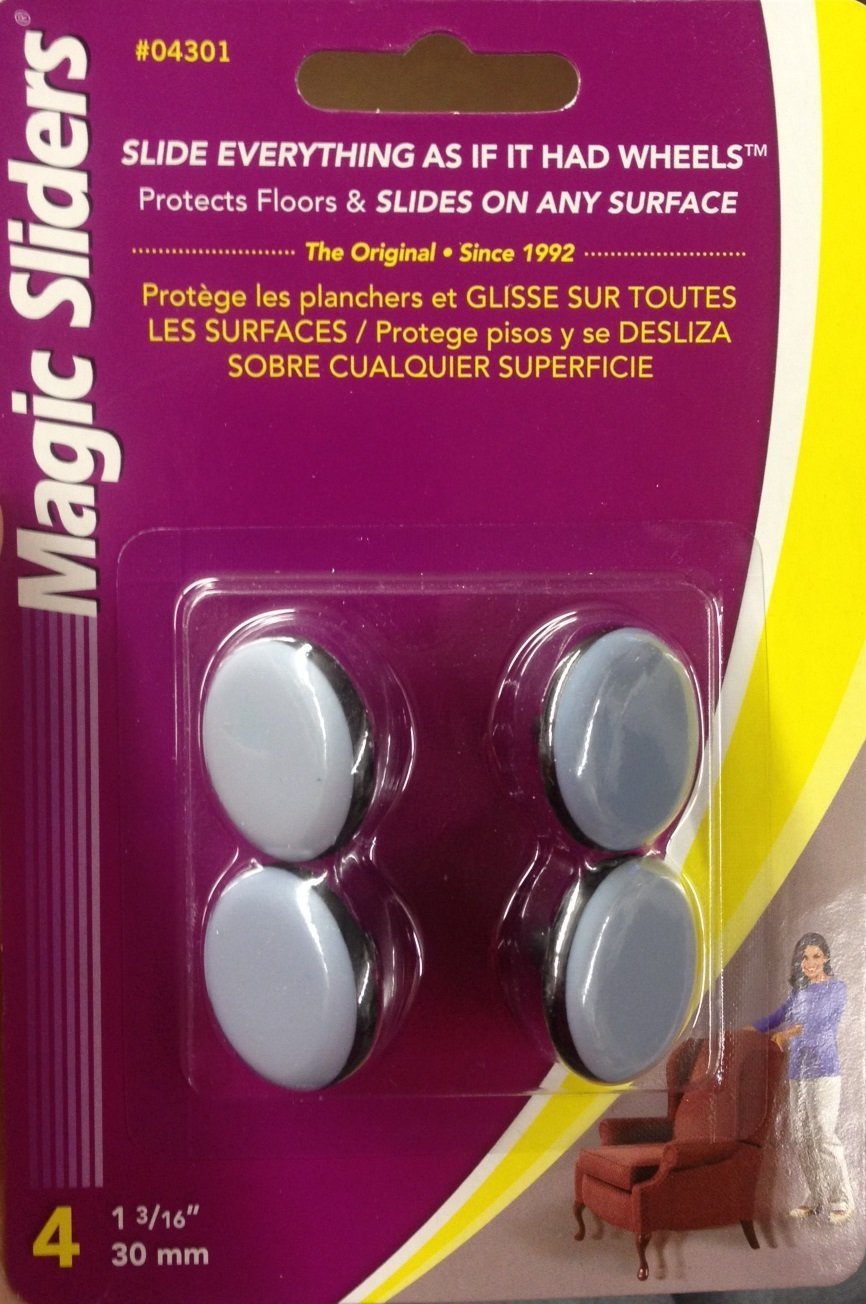 Magic Sliders®
#04301
SLIDE EVERYTHING AS IF IT HAD WHEELS™
Protects Floors & SLIDES ON ANY SURFACE
The Original • Since 1992
Protège les planchers et GLISSE SUR TOUTES
LES SURFACES / Protege pisos y se DESLIZA
SOBRE CUALQUIER SUPERFICIE
4
1 3/16"
30 mm